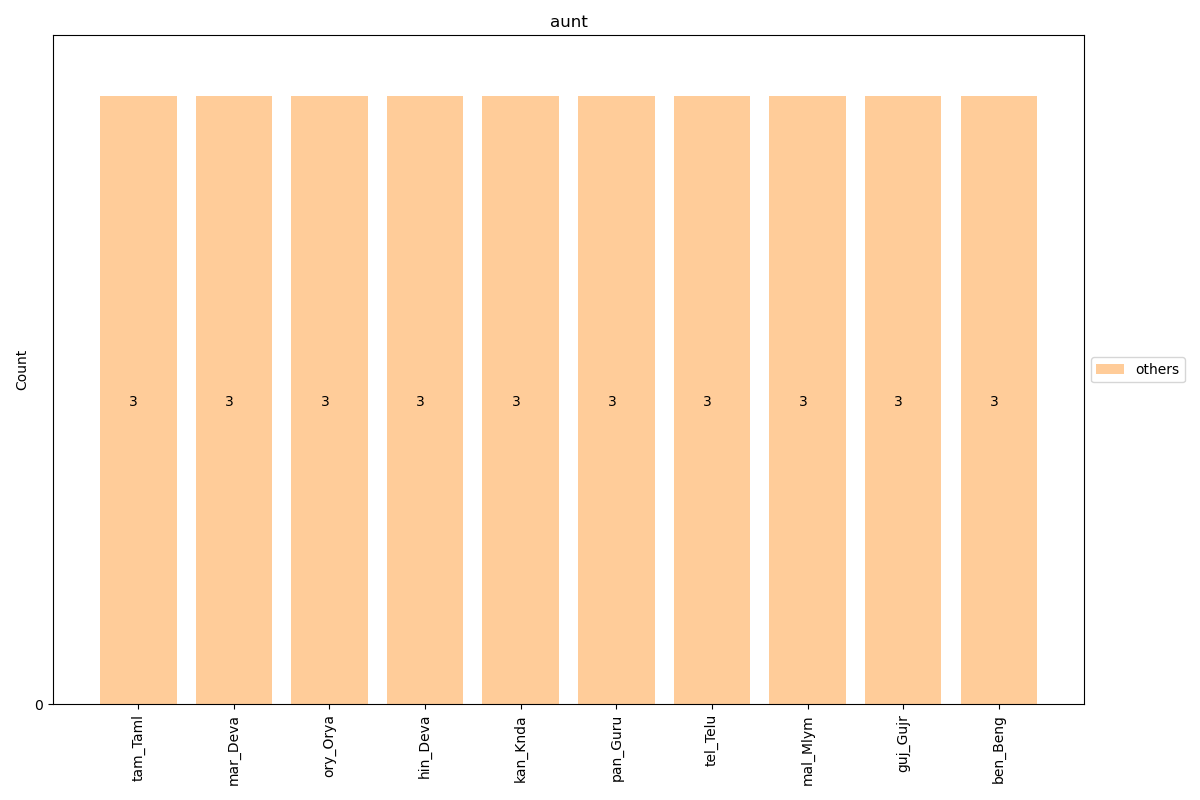 aunt
Count
0
3 3 3 3 3 3 3 3 3 3
tam_Taml mar_Deva ory_Orya hin_Deva kan_Knda pan_Guru tel_Telu mal_Mlym guj_Gujr ben_Beng
others